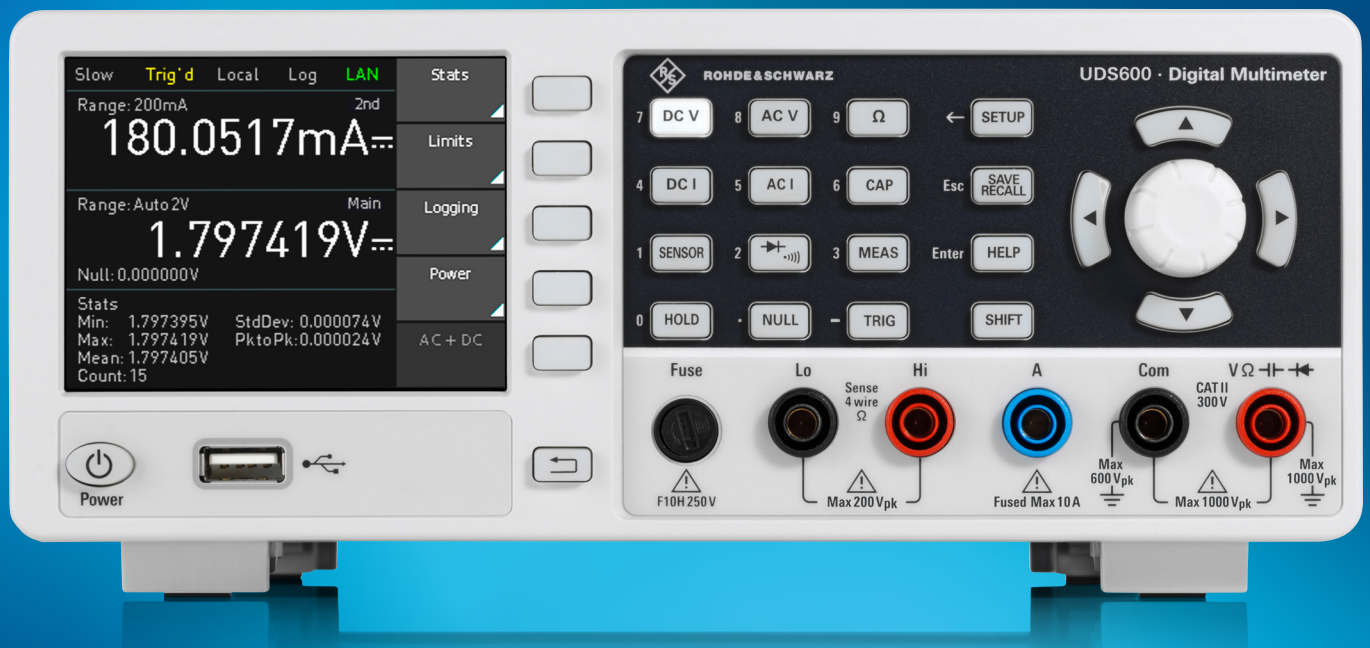 Slow Trig'd Local Log LAN
Range: 200mA 2nd
180.0517mA
Range: Auto 2V Main
1.797419V
Null: 0.000000V
Stats
Min: 1.797395V StdDev: 0.000074V
Max: 1.797419V PktoPk: 0.000024V
Mean: 1.797405V
Count: 15
Stats
Limits
Logging
Power
AC + DC
Power
R&S ROHDE&SCHWARZ
UDS600 · Digital Multimeter
7 DC V 8 AC V 9 Ω ← SETUP
4 DC I 5 AC I 6 CAP Esc SAVE
RECALL
1 SENSOR 2 3 MEAS Enter HELP
0 HOLD · NULL – TRIG SHIFT
Fuse Lo Hi A Com V Ω
Sense
4 wire
Ω
CAT II
300 V
Max
600 Vpk
Max
1000 Vpk
F10H 250 V
Max 200 Vpk
Fused Max 10 A
Max 1000 Vpk